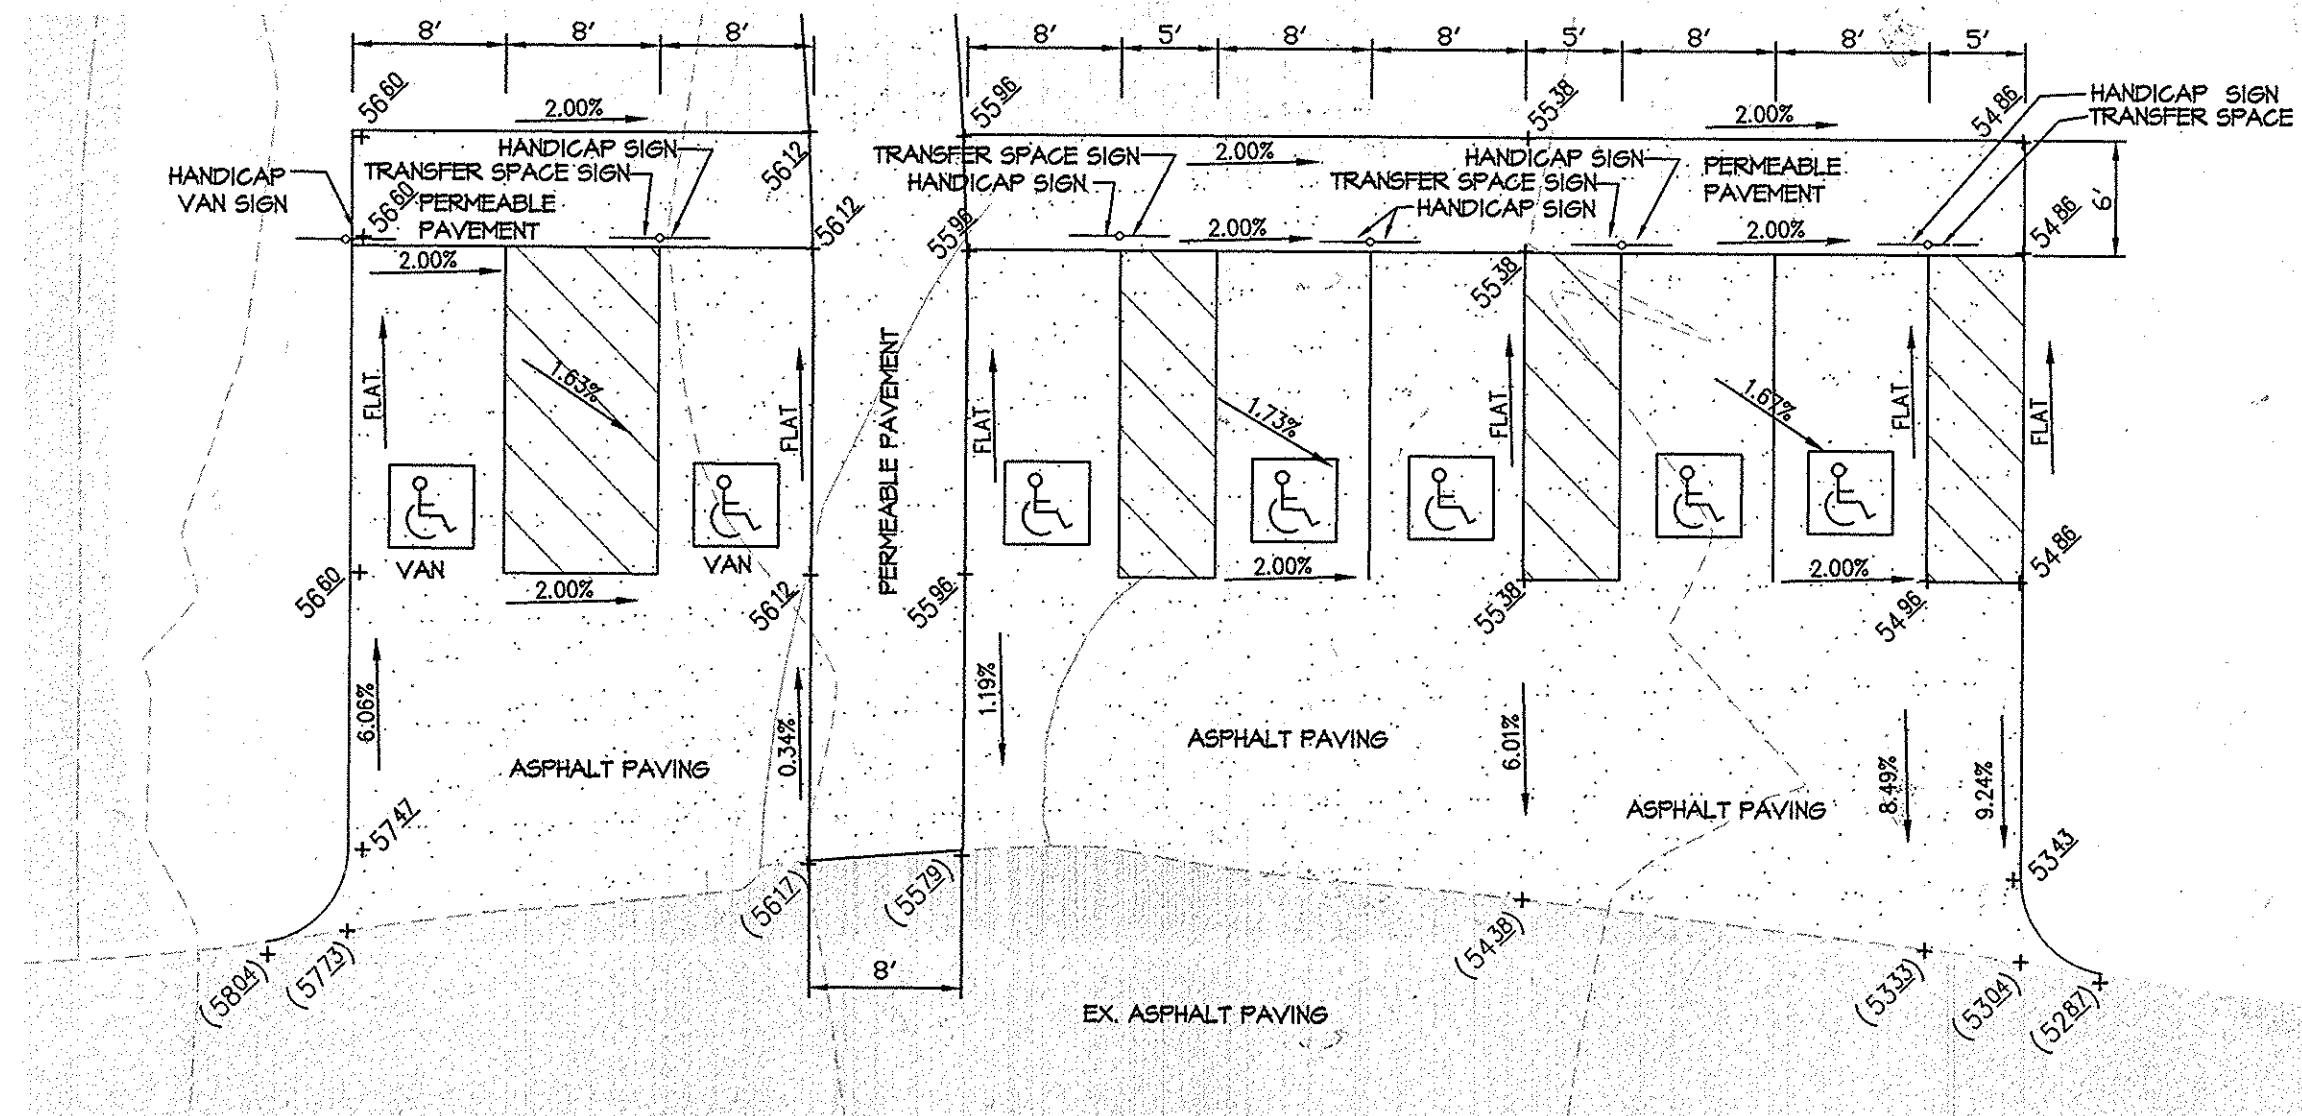 8' 8' 8' 8' 5' 8' 8' 5' 8' 8' 5'
56 60
2.00%
55 96
55 38
2.00%
54 86
HANDICAP SIGN
TRANSFER SPACE
HANDICAP
VAN SIGN
HANDICAP SIGN
TRANSFER SPACE SIGN
56 60
PERMEABLE
PAVEMENT
56 12
56 12
TRANSFER SPACE SIGN
HANDICAP SIGN
2.00%
55 96
2.00%
HANDICAP SIGN
TRANSFER SPACE SIGN
HANDICAP SIGN
PERMEABLE
PAVEMENT
2.00%
54 86
6'
2.00%
55 38
FLAT
1.63%
FLAT
PERMEABLE PAVEMENT
FLAT
1.73%
FLAT
1.67%
FLAT
FLAT
VAN
VAN
2.00%
2.00%
2.00%
56 60
56 12
55 96
55 38
54 96
54 86
6.06%
0.34%
1.19%
6.01%
8.49%
9.24%
ASPHALT PAVING
ASPHALT PAVING
ASPHALT PAVING
57 47
53 43
(58 04)
(57 73)
(56 17)
(55 79)
(54 38)
(53 33)
(53 04)
(52 87)
8'
EX. ASPHALT PAVING